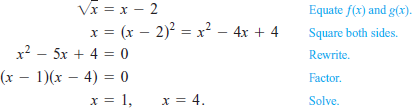 √x = x − 2 Equate f(x) and g(x).
x = (x − 2)² = x² − 4x + 4 Square both sides.
x² − 5x + 4 = 0 Rewrite.
(x − 1)(x − 4) = 0 Factor.
x = 1, x = 4. Solve.